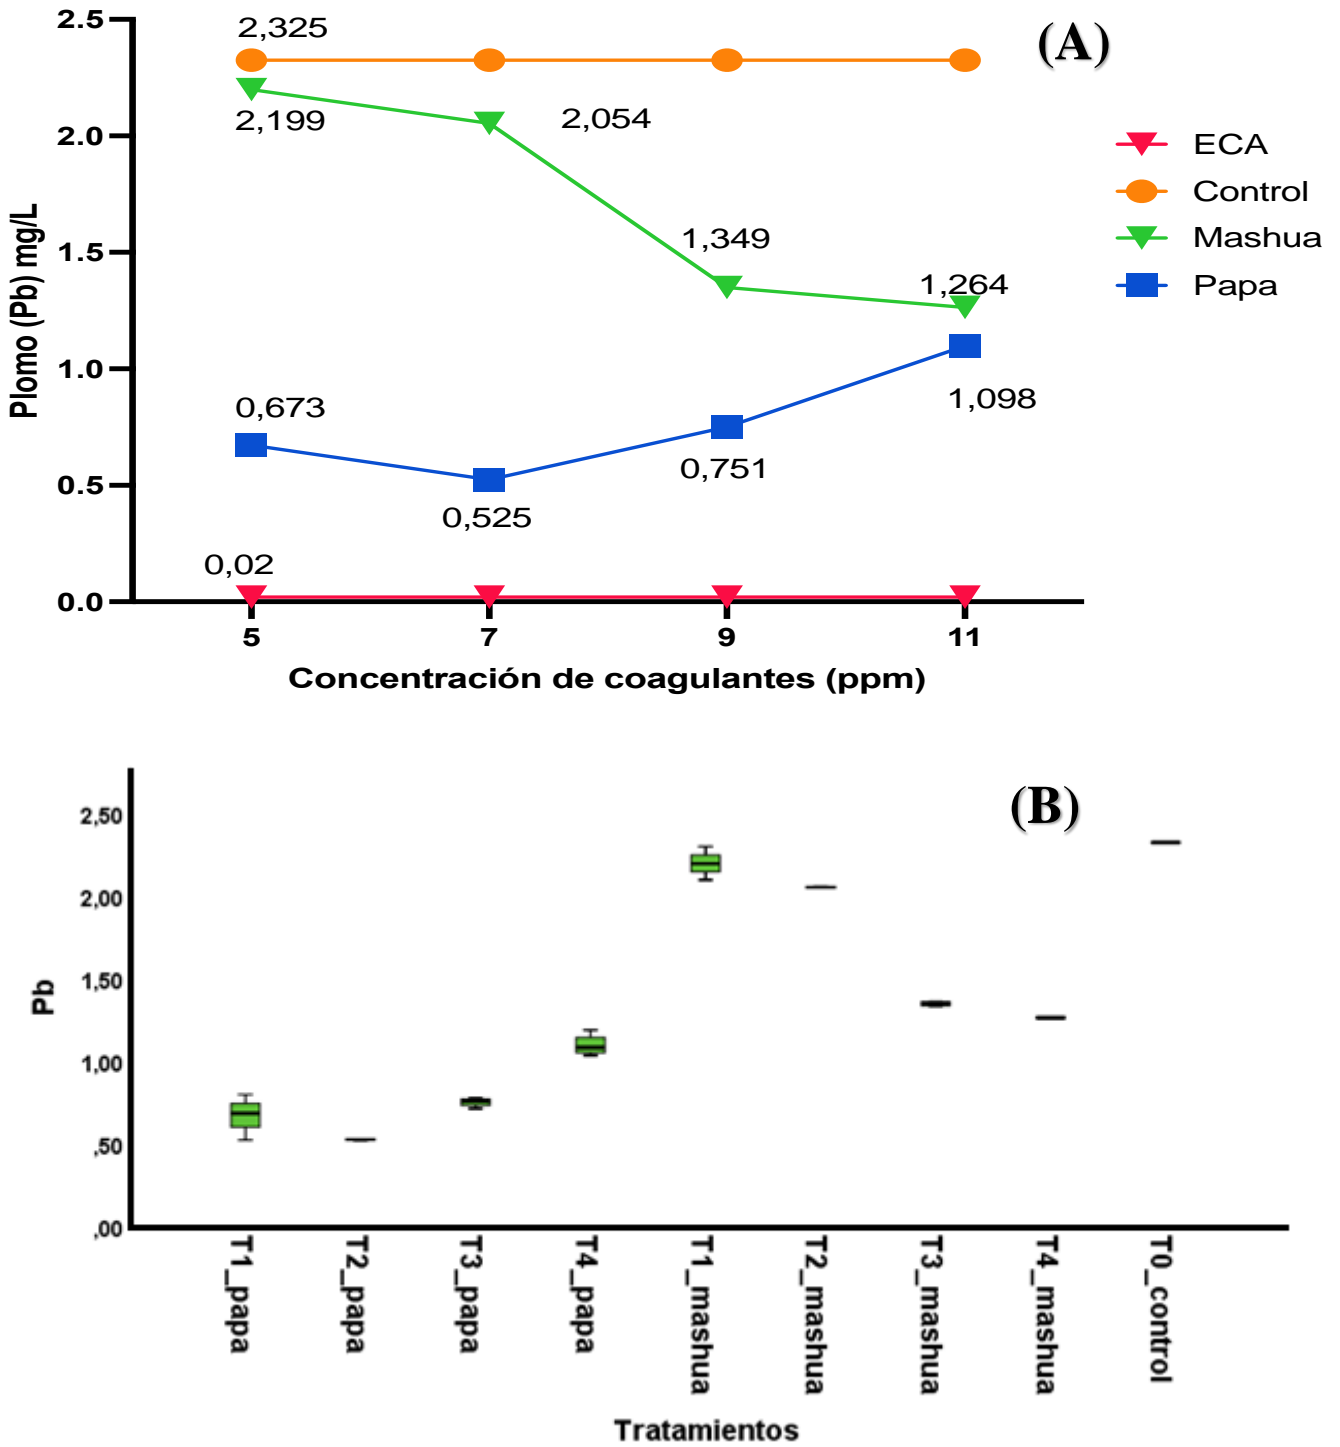 (A)
2.5
2.0
1.5
1.0
0.5
0.0
Plomo (Pb) mg/L
2,325
2,199
2,054
1,349
1,264
0,673
0,525
0,751
1,098
0,02
5 7 9 11
Concentración de coagulantes (ppm)
ECA
Control
Mashua
Papa
(B)
2,50
2,00
1,50
1,00
,50
,00
Pb
T1_papa
T2_papa
T3_papa
T4_papa
T1_mashua
T2_mashua
T3_mashua
T4_mashua
T0_control
Tratamientos